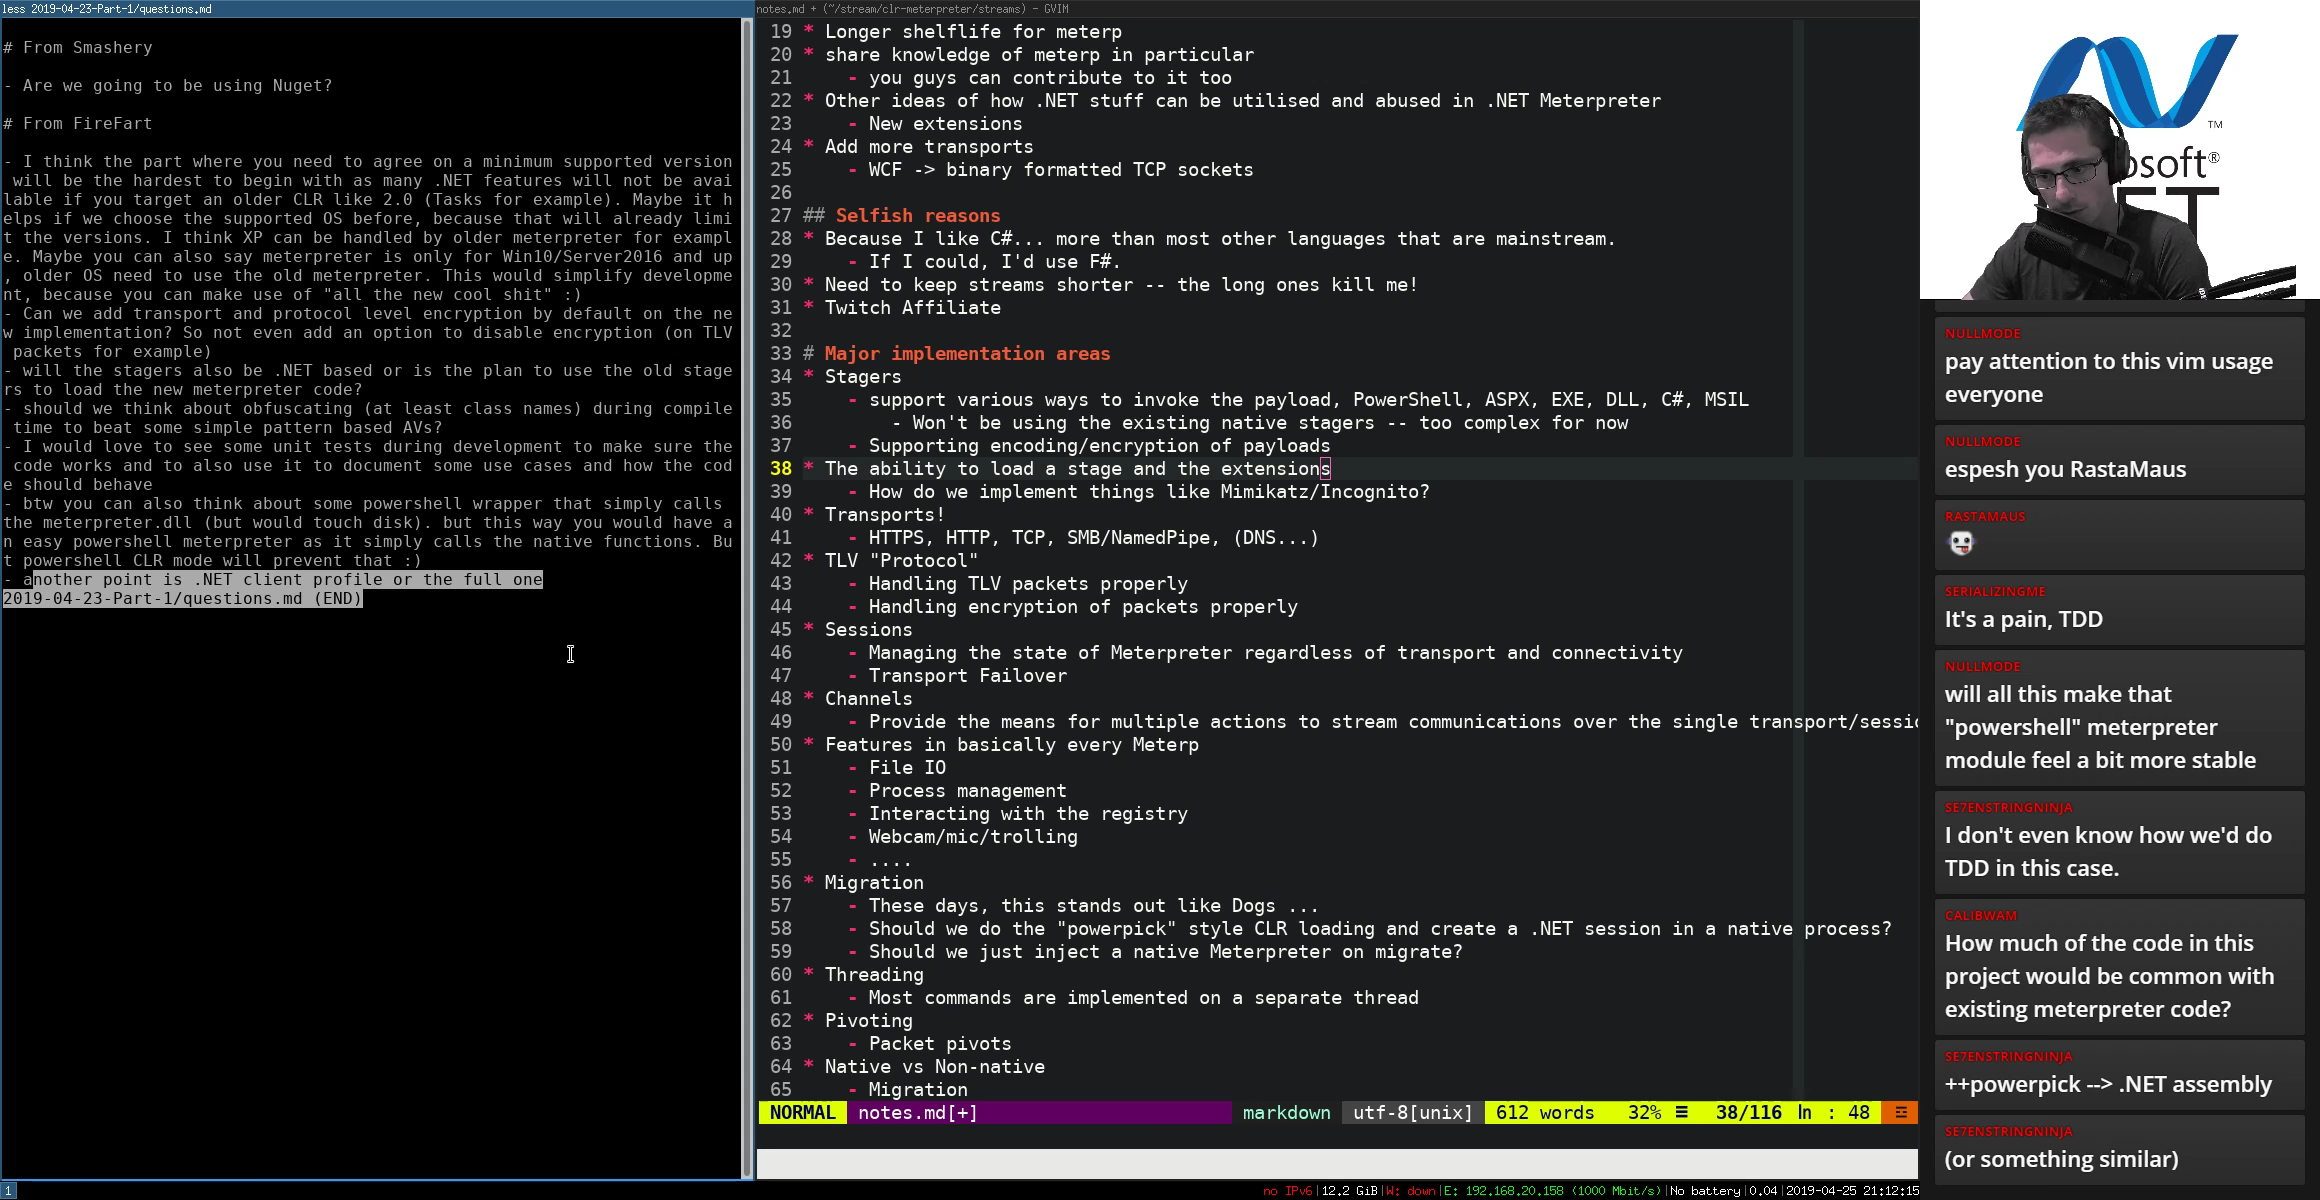 less 2019-04-23-Part-1/questions.md
# From Smashery
- Are we going to be using Nuget?
# From FireFart
- I think the part where you need to agree on a minimum supported version
 will be the hardest to begin with as many .NET features will not be avai
lable if you target an older CLR like 2.0 (Tasks for example). Maybe it h
elps if we choose the supported OS before, because that will already limi
t the versions. I think XP can be handled by older meterpreter for exampl
e. Maybe you can also say meterpreter is only for Win10/Server2016 and up
, older OS need to use the old meterpreter. This would simplify developme
nt, because you can make use of "all the new cool shit" :)
- Can we add transport and protocol level encryption by default on the ne
w implementation? So not even add an option to disable encryption (on TLV
 packets for example)
- will the stagers also be .NET based or is the plan to use the old stage
rs to load the new meterpreter code?
- should we think about obfuscating (at least class names) during compile
 time to beat some simple pattern based AVs?
- I would love to see some unit tests during development to make sure the
 code works and to also use it to document some use cases and how the cod
e should behave
- btw you can also think about some powershell wrapper that simply calls
the meterpreter.dll (but would touch disk). but this way you would have a
n easy powershell meterpreter as it simply calls the native functions. Bu
t powershell CLR mode will prevent that :)
- another point is .NET client profile or the full one
2019-04-23-Part-1/questions.md (END)
notes.md + (~/stream/clr-meterpreter/streams) - GVIM
19 * Longer shelflife for meterp
20 * share knowledge of meterp in particular
21     - you guys can contribute to it too
22 * Other ideas of how .NET stuff can be utilised and abused in .NET Meterpreter
23     - New extensions
24 * Add more transports
25     - WCF -> binary formatted TCP sockets
26
27 ## Selfish reasons
28 * Because I like C#... more than most other languages that are mainstream.
29     - If I could, I'd use F#.
30 * Need to keep streams shorter -- the long ones kill me!
31 * Twitch Affiliate
32
33 # Major implementation areas
34 * Stagers
35     - support various ways to invoke the payload, PowerShell, ASPX, EXE, DLL, C#, MSIL
36         - Won't be using the existing native stagers -- too complex for now
37     - Supporting encoding/encryption of payloads
38 * The ability to load a stage and the extensions
39     - How do we implement things like Mimikatz/Incognito?
40 * Transports!
41     - HTTPS, HTTP, TCP, SMB/NamedPipe, (DNS...)
42 * TLV "Protocol"
43     - Handling TLV packets properly
44     - Handling encryption of packets properly
45 * Sessions
46     - Managing the state of Meterpreter regardless of transport and connectivity
47     - Transport Failover
48 * Channels
49     - Provide the means for multiple actions to stream communications over the single transport/sessio
50 * Features in basically every Meterp
51     - File IO
52     - Process management
53     - Interacting with the registry
54     - Webcam/mic/trolling
55     - ....
56 * Migration
57     - These days, this stands out like Dogs ...
58     - Should we do the "powerpick" style CLR loading and create a .NET session in a native process?
59     - Should we just inject a native Meterpreter on migrate?
60 * Threading
61     - Most commands are implemented on a separate thread
62 * Pivoting
63     - Packet pivots
64 * Native vs Non-native
65     - Migration
NORMAL notes.md[+] markdown utf-8[unix] 612 words 32% ≡ 38/116 ln : 48
TM
osoft®
ET
NULLMODE
pay attention to this vim usage
everyone
NULLMODE
espesh you RastaMaus
RASTAMAUS
SERIALIZINGME
It's a pain, TDD
NULLMODE
will all this make that
"powershell" meterpreter
module feel a bit more stable
SE7ENSTRINGNINJA
I don't even know how we'd do
TDD in this case.
CALIBWAM
How much of the code in this
project would be common with
existing meterpreter code?
SE7ENSTRINGNINJA
++powerpick --> .NET assembly
SE7ENSTRINGNINJA
(or something similar)
1
no IPv6|12.2 GiB|W: down|E: 192.168.20.158 (1000 Mbit/s)|No battery|0.04|2019-04-25 21:12:15